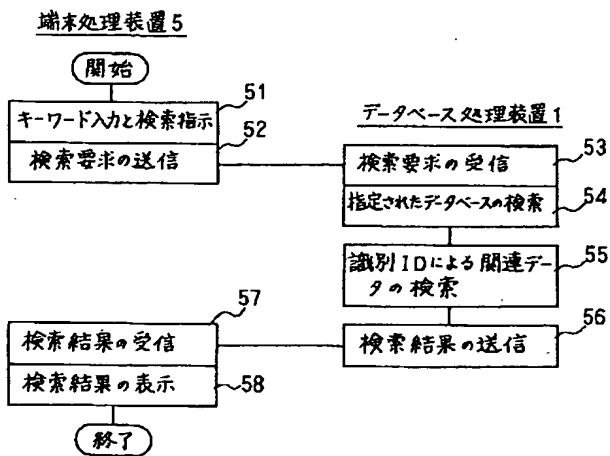 端末処理装置5
開始
51
キーワード入力と検索指示
52
検索要求の送信
データベース処理装置1
53
検索要求の受信
54
指定されたデータベースの検索
55
識別IDによる関連デー
タの検索
56
検索結果の送信
57
検索結果の受信
検索結果の表示
58
終了